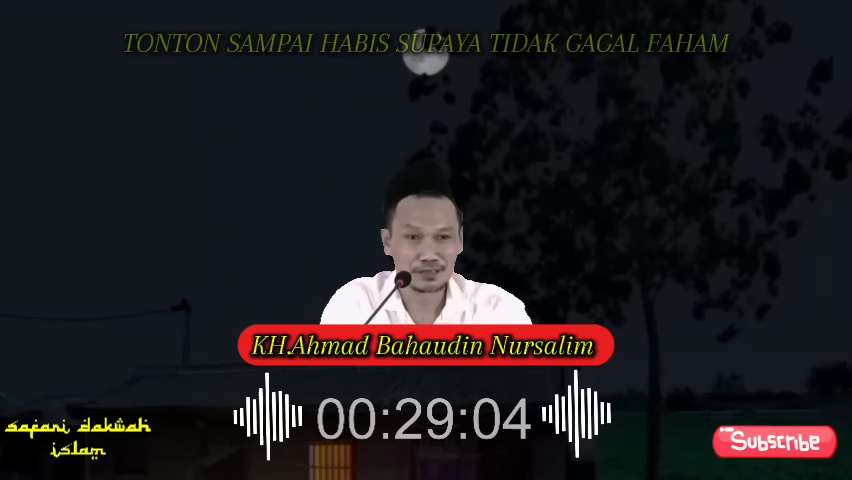 TONTON SAMPAI HABIS SUPAYA TIDAK GAGAL FAHAM
KH.Ahmad Bahaudin Nursalim
00:29:04
safari dakwah
islam
Subscribe